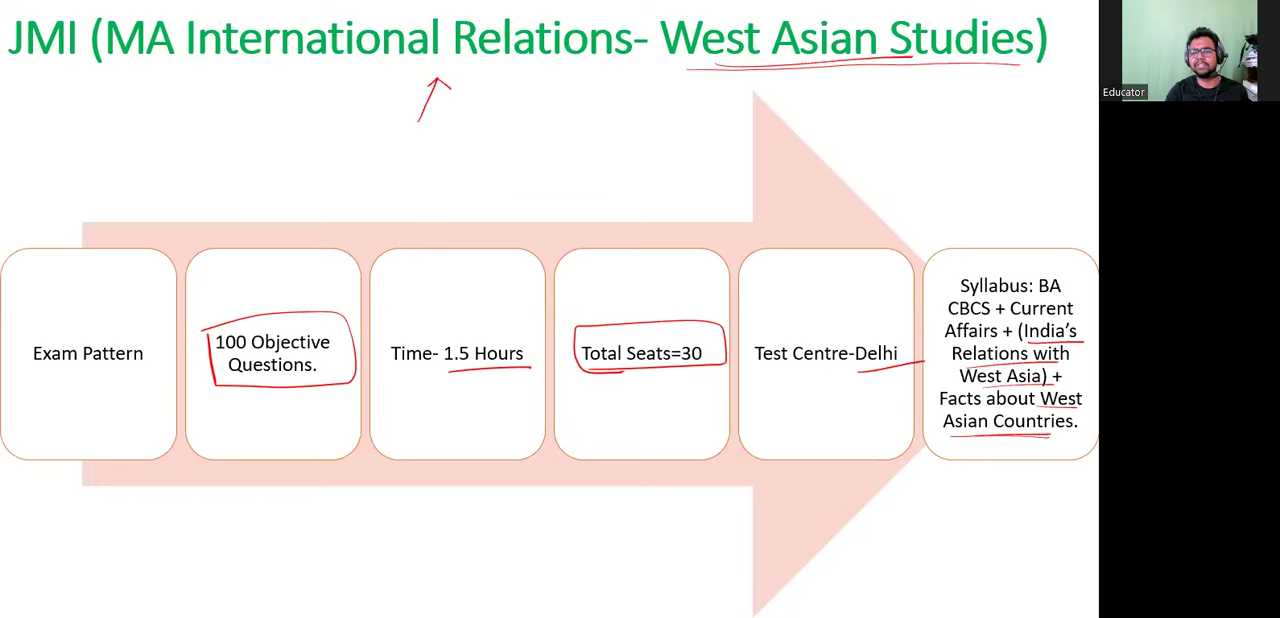 JMI (MA International Relations- West Asian Studies)
Educator
Exam Pattern
100 Objective
Questions.
Time- 1.5 Hours
Total Seats=30
Test Centre-Delhi
Syllabus: BA
CBCS + Current
Affairs + (India’s
Relations with
West Asia) +
Facts about West
Asian Countries.